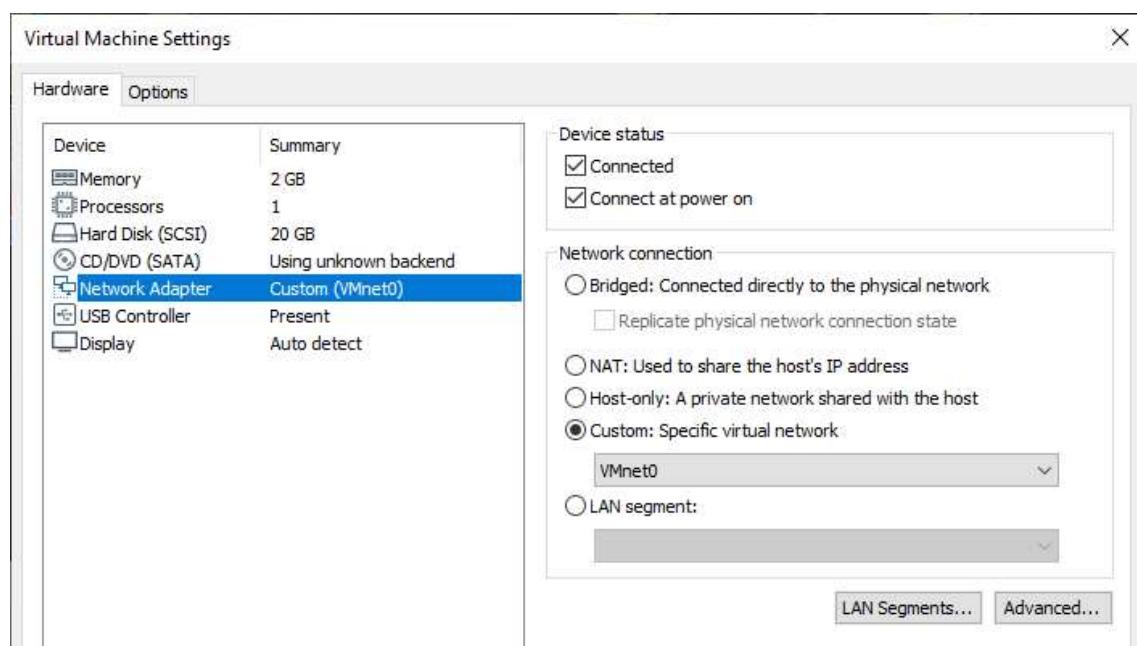 Virtual Machine Settings
Hardware Options
Device Summary
Memory 2 GB
Processors 1
Hard Disk (SCSI) 20 GB
CD/DVD (SATA) Using unknown backend
Network Adapter Custom (VMnet0)
USB Controller Present
Display Auto detect
Device status
Connected
Connect at power on
Network connection
Bridged: Connected directly to the physical network
Replicate physical network connection state
NAT: Used to share the host's IP address
Host-only: A private network shared with the host
Custom: Specific virtual network
VMnet0
LAN segment:
LAN Segments... Advanced...